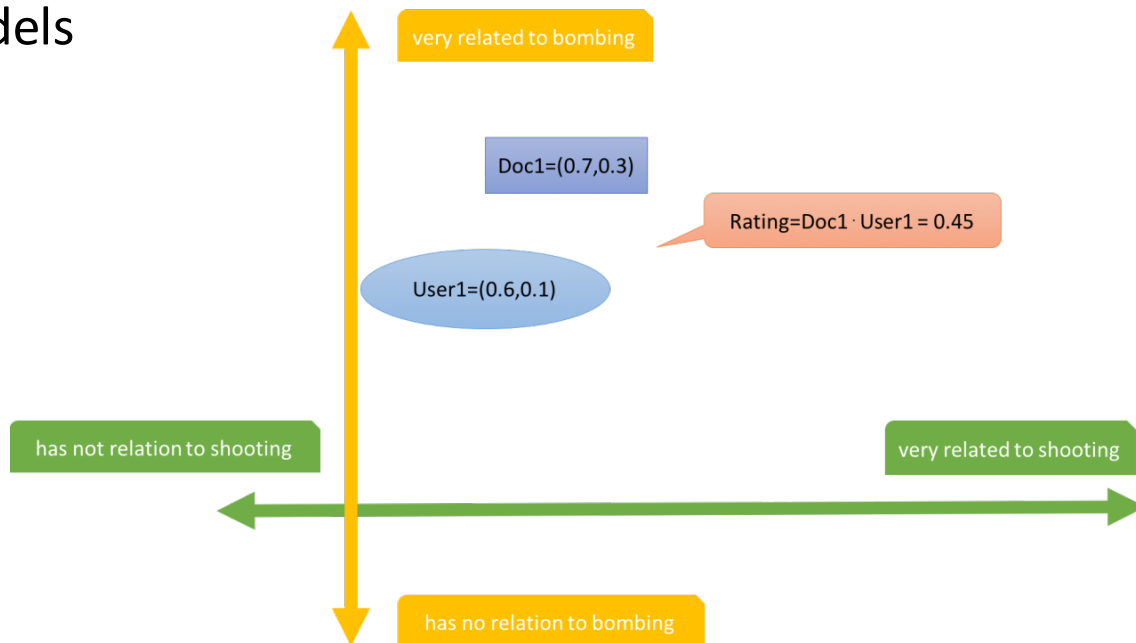 dels
very related to bombing
Doc1=(0.7,0.3)
Rating=Doc1 · User1 = 0.45
User1=(0.6,0.1)
has not relation to shooting
very related to shooting
has no relation to bombing